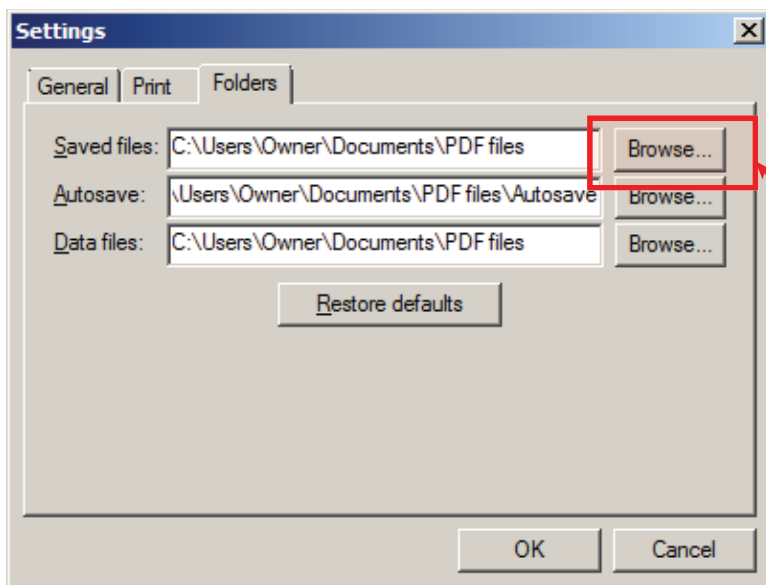 Settings
General Print Folders
Saved files: C:\Users\Owner\Documents\PDF files Browse...
Autosave: \Users\Owner\Documents\PDF files\Autosave Browse...
Data files: C:\Users\Owner\Documents\PDF files Browse...
Restore defaults
OK Cancel